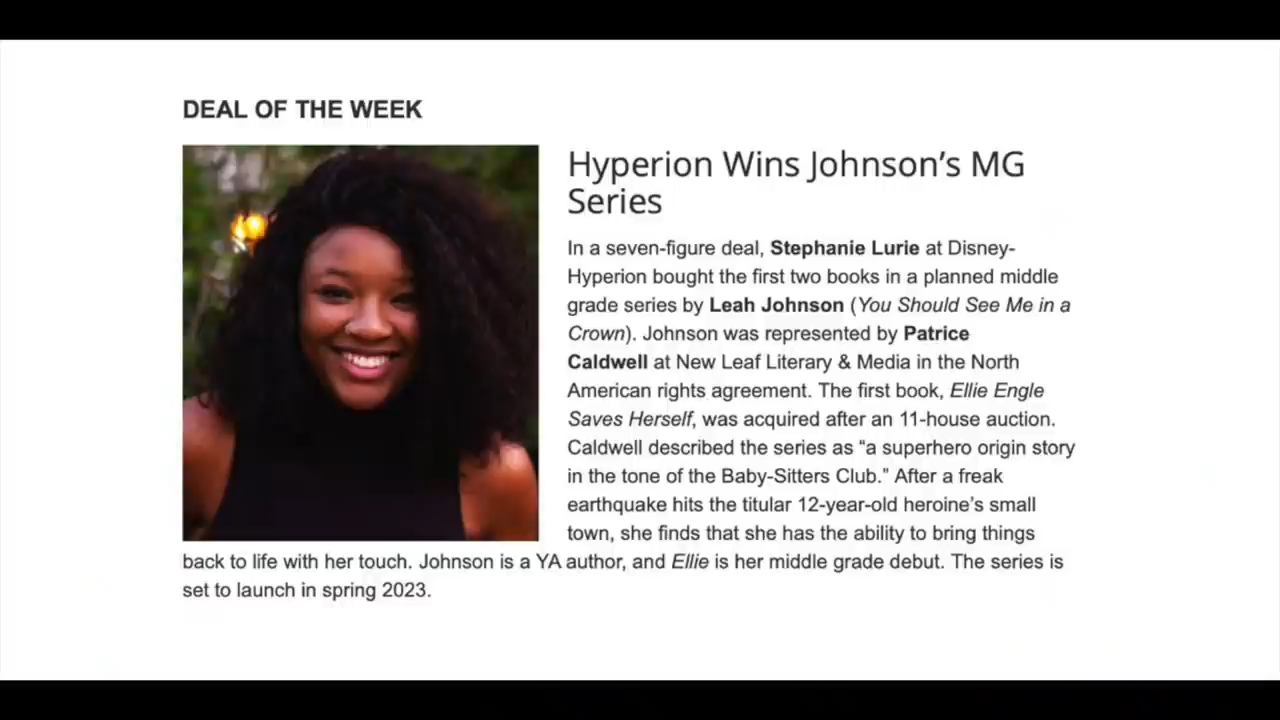 DEAL OF THE WEEK
Hyperion Wins Johnson’s MG
Series
In a seven-figure deal, Stephanie Lurie at Disney-
Hyperion bought the first two books in a planned middle
grade series by Leah Johnson (You Should See Me in a
Crown). Johnson was represented by Patrice
Caldwell at New Leaf Literary & Media in the North
American rights agreement. The first book, Ellie Engle
Saves Herself, was acquired after an 11-house auction.
Caldwell described the series as “a superhero origin story
in the tone of the Baby-Sitters Club.” After a freak
earthquake hits the titular 12-year-old heroine’s small
town, she finds that she has the ability to bring things
back to life with her touch. Johnson is a YA author, and Ellie is her middle grade debut. The series is
set to launch in spring 2023.